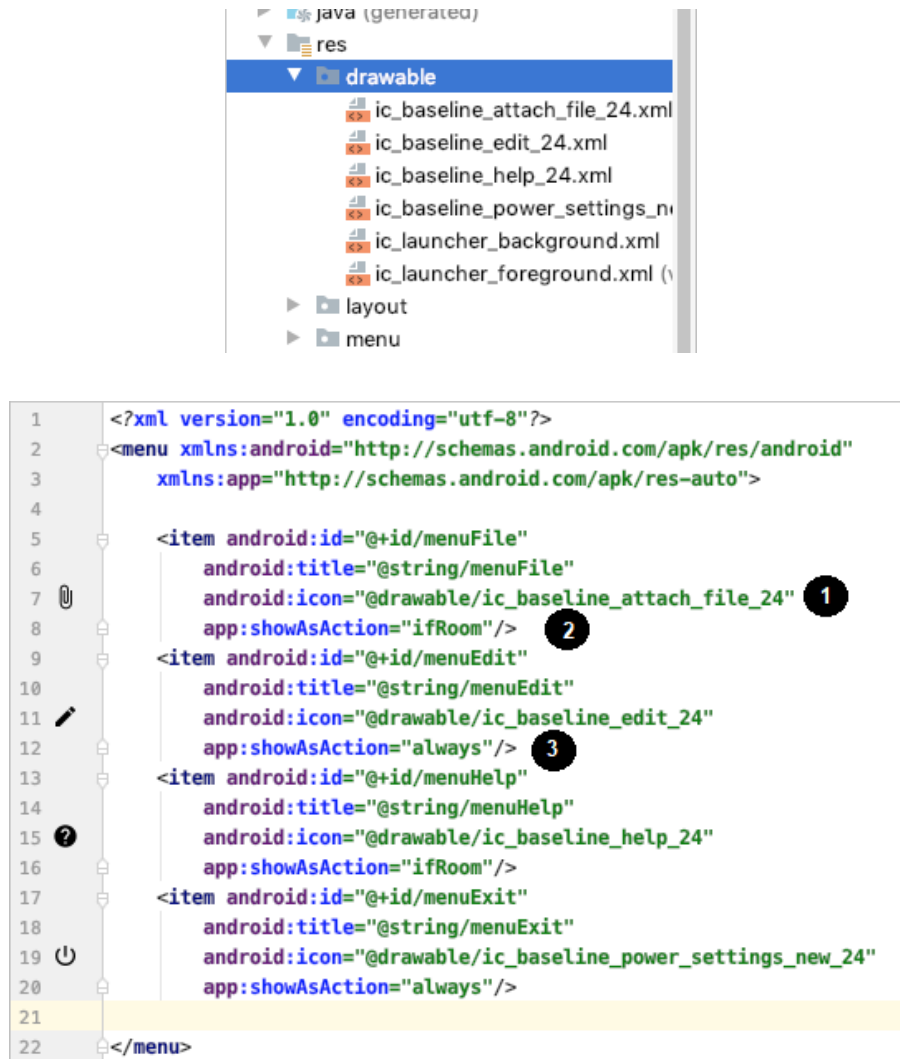 java (generated)
res
drawable
ic_baseline_attach_file_24.xml
ic_baseline_edit_24.xml
ic_baseline_help_24.xml
ic_baseline_power_settings_n
ic_launcher_background.xml
ic_launcher_foreground.xml (v
layout
menu
1 <?xml version="1.0" encoding="utf-8"?>
2 <menu xmlns:android="http://schemas.android.com/apk/res/android"
3 xmlns:app="http://schemas.android.com/apk/res-auto">
4
5 <item android:id="@+id/menuFile"
6 android:title="@string/menuFile"
7 android:icon="@drawable/ic_baseline_attach_file_24" 1
8 app:showAsAction="ifRoom"/> 2
9 <item android:id="@+id/menuEdit"
10 android:title="@string/menuEdit"
11 android:icon="@drawable/ic_baseline_edit_24"
12 app:showAsAction="always"/> 3
13 <item android:id="@+id/menuHelp"
14 android:title="@string/menuHelp"
15 android:icon="@drawable/ic_baseline_help_24"
16 app:showAsAction="ifRoom"/>
17 <item android:id="@+id/menuExit"
18 android:title="@string/menuExit"
19 android:icon="@drawable/ic_baseline_power_settings_new_24"
20 app:showAsAction="always"/>
21
22 </menu>